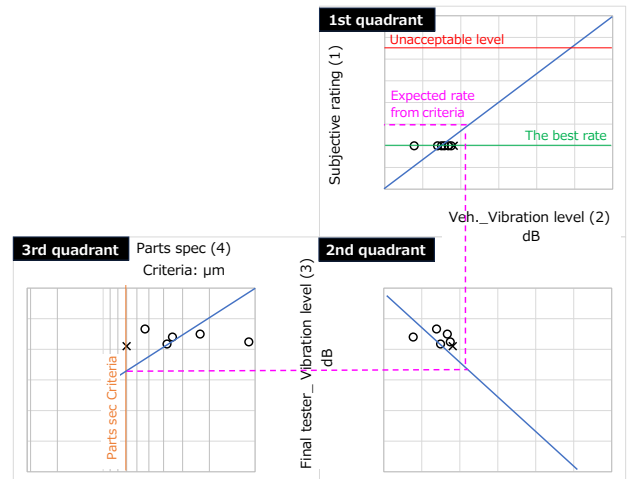 1st quadrant
Unacceptable level
Subjective rating (1)
Expected rate
from criteria
The best rate
Veh._Vibration level (2)
dB
3rd quadrant
Parts spec (4)
Criteria: μm
2nd quadrant
Final tester_ Vibration level (3)
dB
Parts sec Criteria